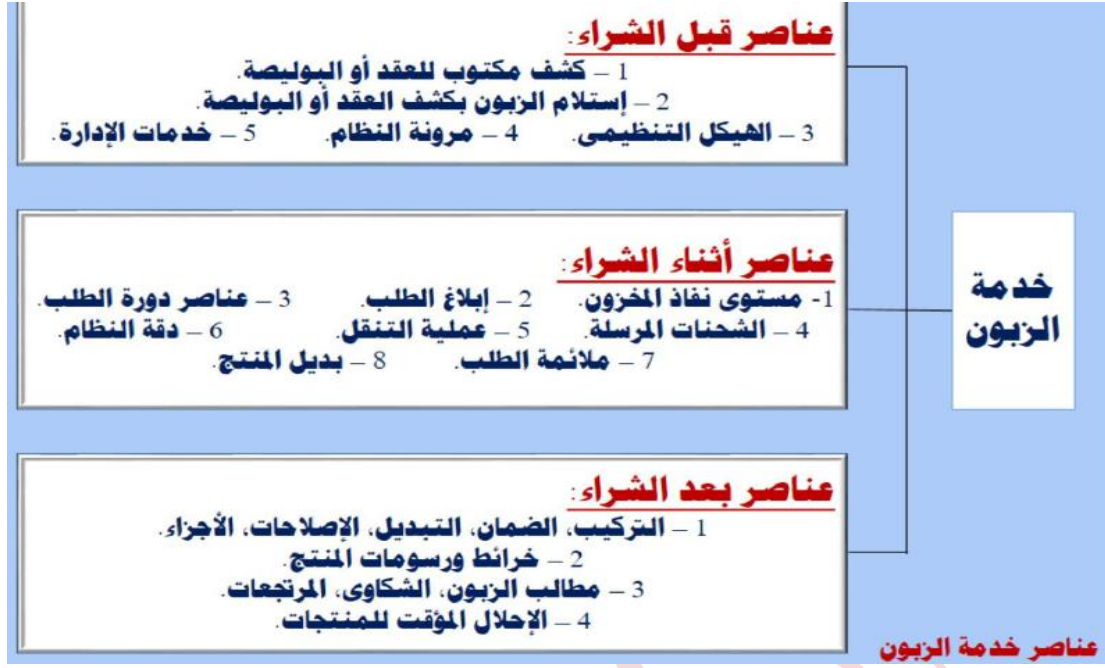 عناصر قبل الشراء:
1 – كشف مكتوب للعقد أو البوليصة.
2 – إستلام الزبون بكشف العقد أو البوليصة.
3 – الهيكل التنظيمى. 4 – مرونة النظام. 5 – خدمات الإدارة.
خدمة
الزبون
عناصر أثناء الشراء:
1- مستوى نفاذ المخزون. 2 – إبلاغ الطلب. 3 – عناصر دورة الطلب.
4 – الشحنات المرسلة. 5 – عملية التنقل. 6 – دقة النظام.
7 – ملائمة الطلب. 8 – بديل المنتج.
عناصر بعد الشراء:
1 – التركيب، الضمان، التبديل، الإصلاحات، الأجزاء.
2 – خرائط ورسومات المنتج.
3 – مطالب الزبون، الشكاوى، المرتجعات.
4 – الإحلال المؤقت للمنتجات.
عناصر خدمة الزبون